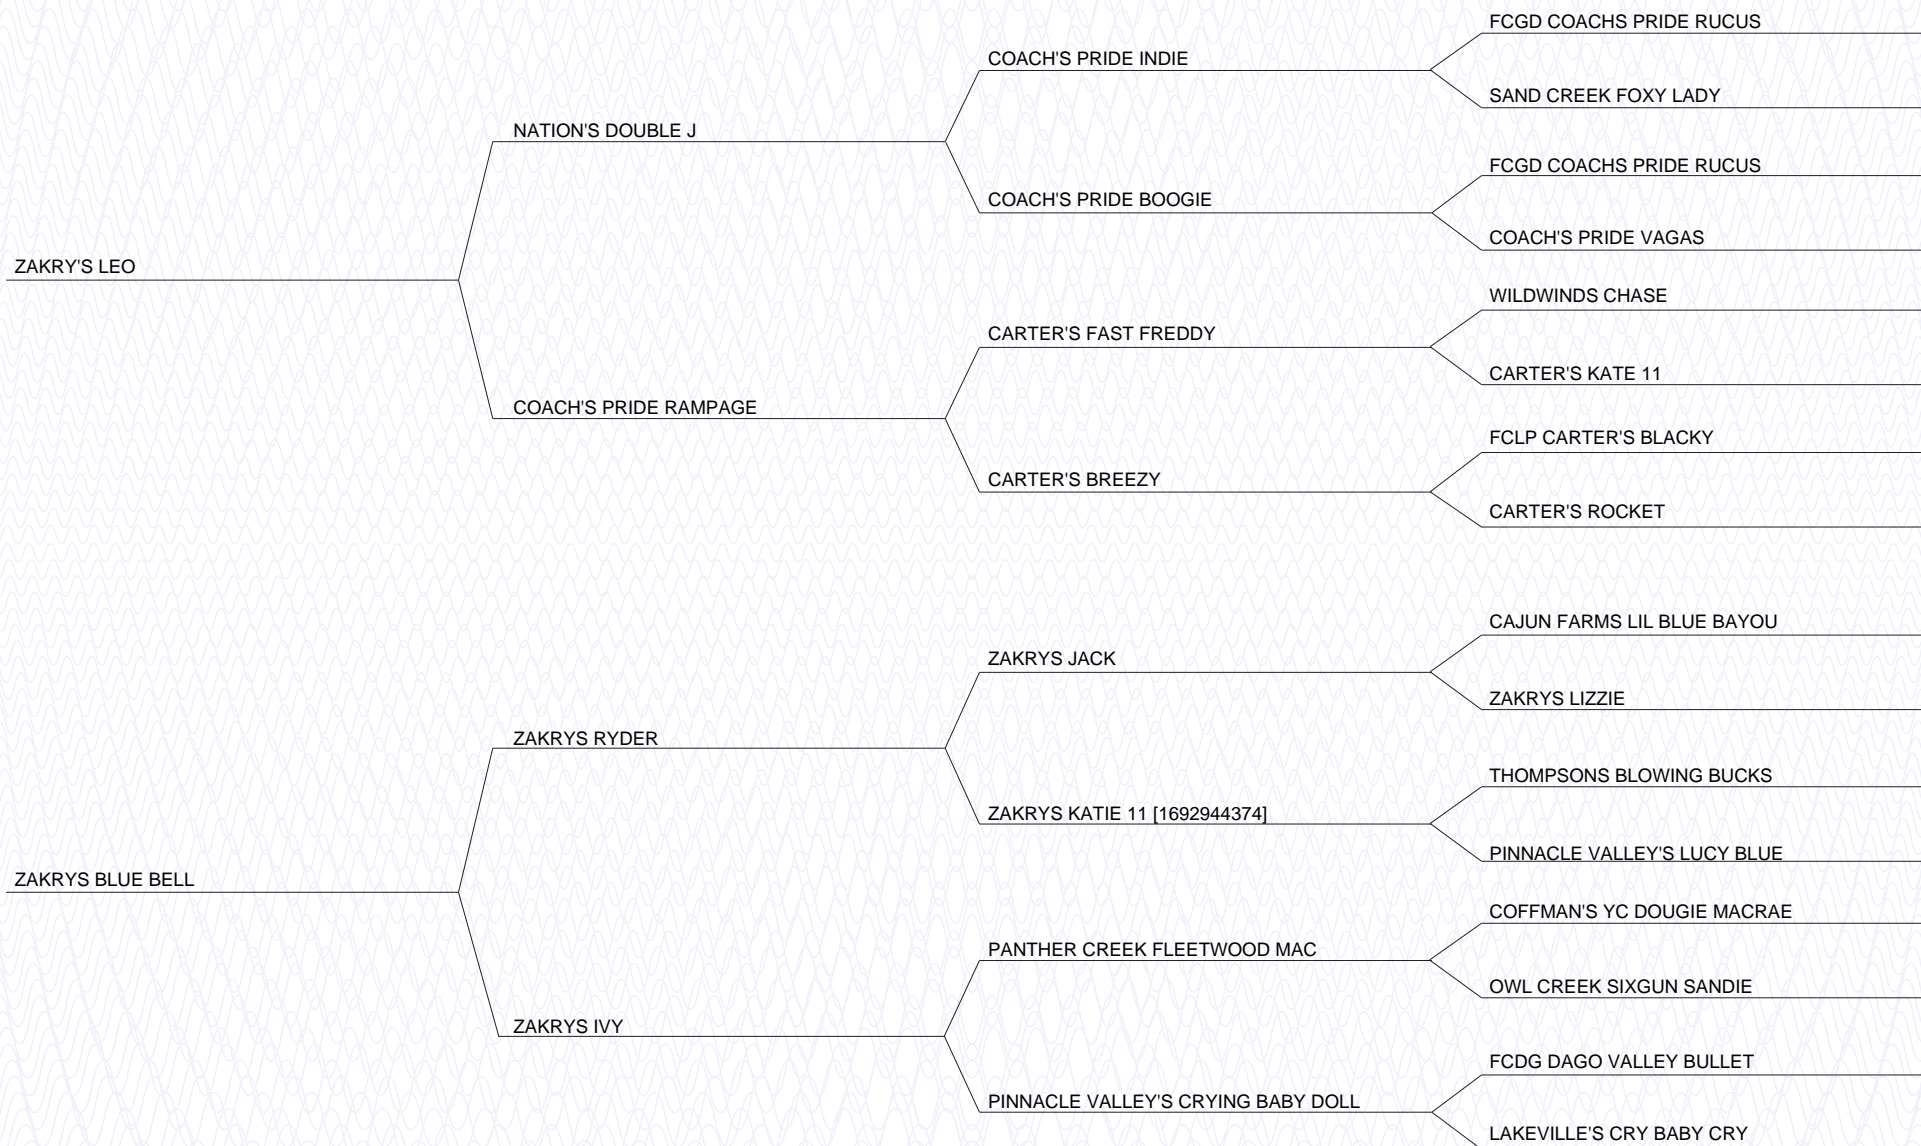 FCGD COACHS PRIDE RUCUS
COACH'S PRIDE INDIE
SAND CREEK FOXY LADY
NATION'S DOUBLE J
FCGD COACHS PRIDE RUCUS
COACH'S PRIDE BOOGIE
COACH'S PRIDE VAGAS
ZAKRY'S LEO
WILDWINDS CHASE
CARTER'S FAST FREDDY
CARTER'S KATE 11
COACH'S PRIDE RAMPAGE
FCLP CARTER'S BLACKY
CARTER'S BREEZY
CARTER'S ROCKET
CAJUN FARMS LIL BLUE BAYOU
ZAKRYS JACK
ZAKRYS LIZZIE
ZAKRYS RYDER
THOMPSONS BLOWING BUCKS
ZAKRYS KATIE 11 [1692944374]
PINNACLE VALLEY'S LUCY BLUE
ZAKRYS BLUE BELL
COFFMAN'S YC DOUGIE MACRAE
PANTHER CREEK FLEETWOOD MAC
OWL CREEK SIXGUN SANDIE
ZAKRYS IVY
FCDG DAGO VALLEY BULLET
PINNACLE VALLEY'S CRYING BABY DOLL
LAKEVILLE'S CRY BABY CRY